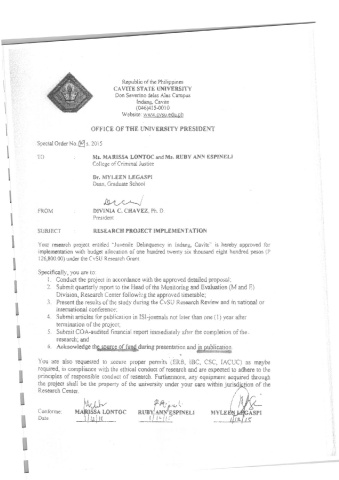 Republic of the Philippines
CAVITE STATE UNIVERSITY
Don Severino delas Alas Campus
Indang, Cavite
(046)415-0010
Website: www.cvsu.edu.ph
OFFICE OF THE UNIVERSITY PRESIDENT
Special Order No. s. 2015
TO : Ms. MARISSA LONTOC and Ms. RUBY ANN ESPINELI
College of Criminal Justice
Dr. MYLEEN LEGASPI
Dean, Graduate School
FROM : DIVINIA C. CHAVEZ, Ph. D.
President
SUBJECT : RESEARCH PROJECT IMPLEMENTATION
Your research project entitled "Juvenile Delinquency in Indang, Cavite" is hereby approved for
implementation with budget allocation of one hundred twenty six thousand eight hundred pesos (P
126,800.00) under the CvSU Research Grant.
Specifically, you are to:
1. Conduct the project in accordance with the approved detailed proposal;
2. Submit quarterly report to the Head of the Monitoring and Evaluation (M and E)
Division, Research Center following the approved timetable;
3. Present the results of the study during the CvSU Research Review and in national or
international conference;
4. Submit articles for publication in ISI-journals not later than one (1) year after
termination of the project;
5. Submit COA-audited financial report immediately after the completion of the
research; and
6. Acknowledge the source of fund during presentation and in publication.
You are also requested to secure proper permits (ERB, IBC, CSC, IACUC) as maybe
required, in compliance with the ethical conduct of research and are expected to adhere to the
principles of responsible conduct of research. Furthermore, any equipment acquired through
the project shall be the property of the university under your care within jurisdiction of the
Research Center.
Conforme: MARISSA LONTOC RUBY ANN ESPINELI MYLEEN LEGASPI
Date